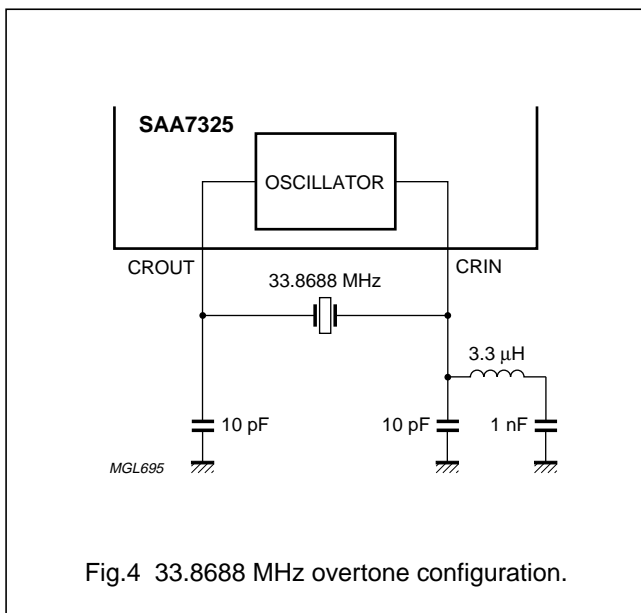 SAA7325
OSCILLATOR
CROUT
CRIN
33.8688 MHz
3.3 μH
10 pF
10 pF
1 nF
MGL695
Fig.4 33.8688 MHz overtone configuration.